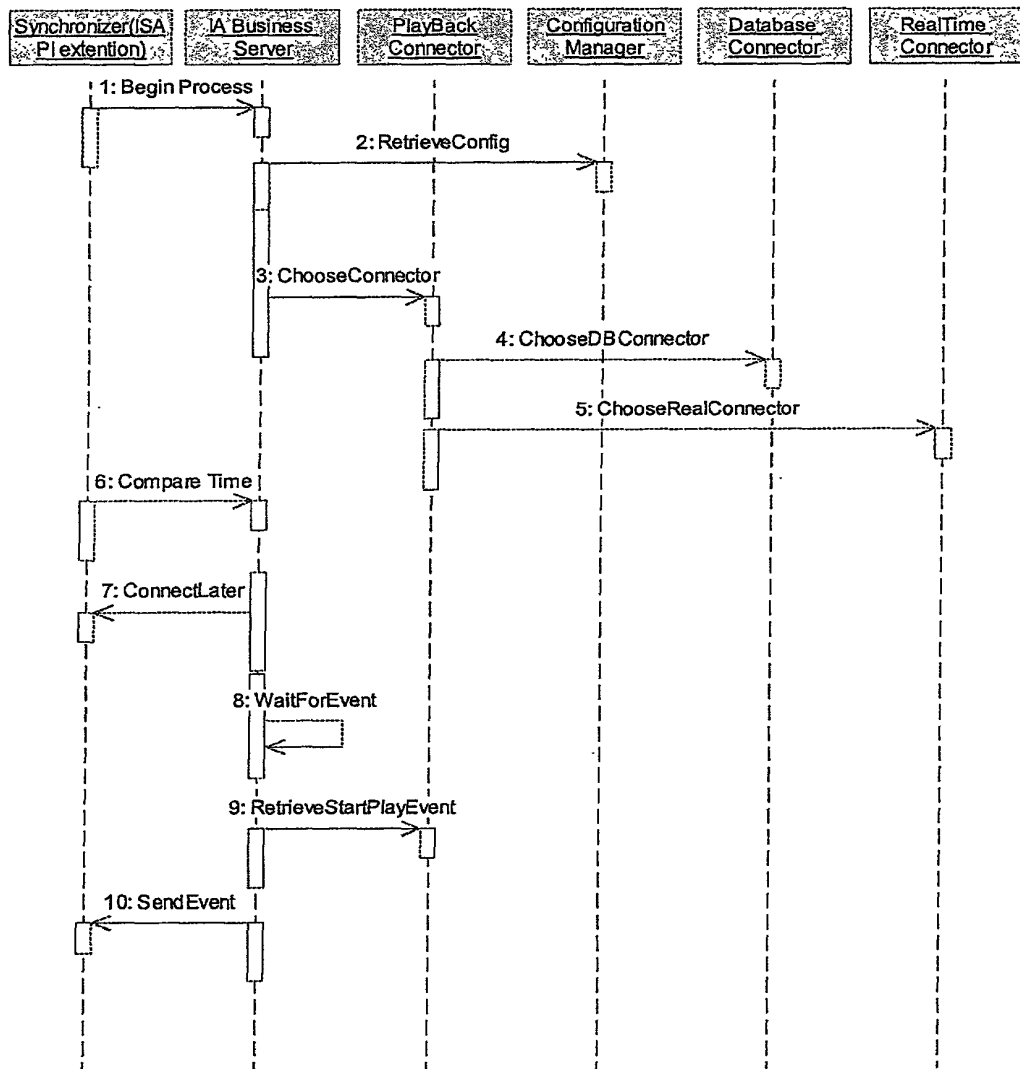 Synchronizer(ISA
PI extention)
IA Business
Server
PlayBack
Connector
Configuration
Manager
Database
Connector
RealTime
Connector
1: Begin Process
2: RetrieveConfig
3: ChooseConnector
4: ChooseDBConnector
5: ChooseRealConnector
6: Compare Time
7: ConnectLater
8: WaitForEvent
9: RetrieveStartPlayEvent
10: SendEvent